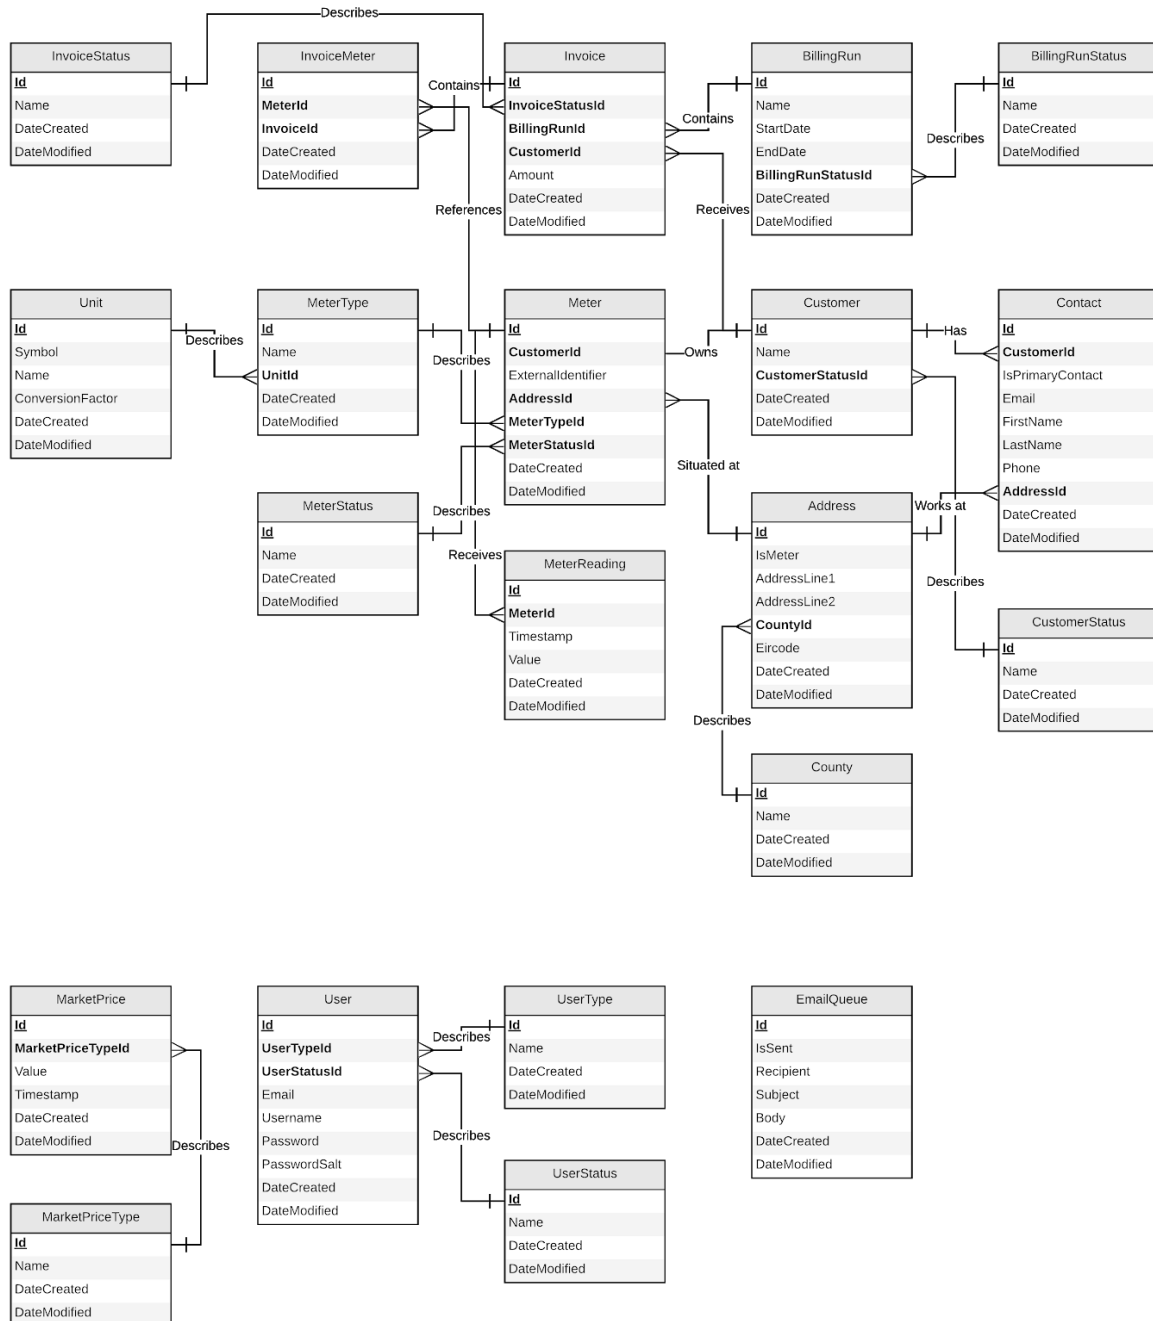 Describes
InvoiceStatus
Id
Name
DateCreated
DateModified
InvoiceMeter
Id
MeterId
InvoiceId
DateCreated
DateModified
Contains
Invoice
Id
InvoiceStatusId
BillingRunId
CustomerId
Amount
DateCreated
DateModified
Contains
BillingRun
Id
Name
StartDate
EndDate
BillingRunStatusId
DateCreated
DateModified
Describes
BillingRunStatus
Id
Name
DateCreated
DateModified
References
Receives
Unit
Id
Symbol
Name
ConversionFactor
DateCreated
DateModified
Describes
MeterType
Id
Name
UnitId
DateCreated
DateModified
Describes
Meter
Id
CustomerId
ExternalIdentifier
AddressId
MeterTypeId
MeterStatusId
DateCreated
DateModified
Owns
Customer
Id
Name
CustomerStatusId
DateCreated
DateModified
Has
Contact
Id
CustomerId
IsPrimaryContact
Email
FirstName
LastName
Phone
AddressId
DateCreated
DateModified
Situated at
MeterStatus
Id
Name
DateCreated
DateModified
Describes
Receives
MeterReading
Id
MeterId
Timestamp
Value
DateCreated
DateModified
Address
Id
IsMeter
AddressLine1
AddressLine2
CountyId
Eircode
DateCreated
DateModified
Works at
Describes
CustomerStatus
Id
Name
DateCreated
DateModified
Describes
County
Id
Name
DateCreated
DateModified
MarketPrice
Id
MarketPriceTypeId
Value
Timestamp
DateCreated
DateModified
Describes
MarketPriceType
Id
Name
DateCreated
DateModified
User
Id
UserTypeId
UserStatusId
Email
Username
Password
PasswordSalt
DateCreated
DateModified
Describes
UserType
Id
Name
DateCreated
DateModified
Describes
UserStatus
Id
Name
DateCreated
DateModified
EmailQueue
Id
IsSent
Recipient
Subject
Body
DateCreated
DateModified